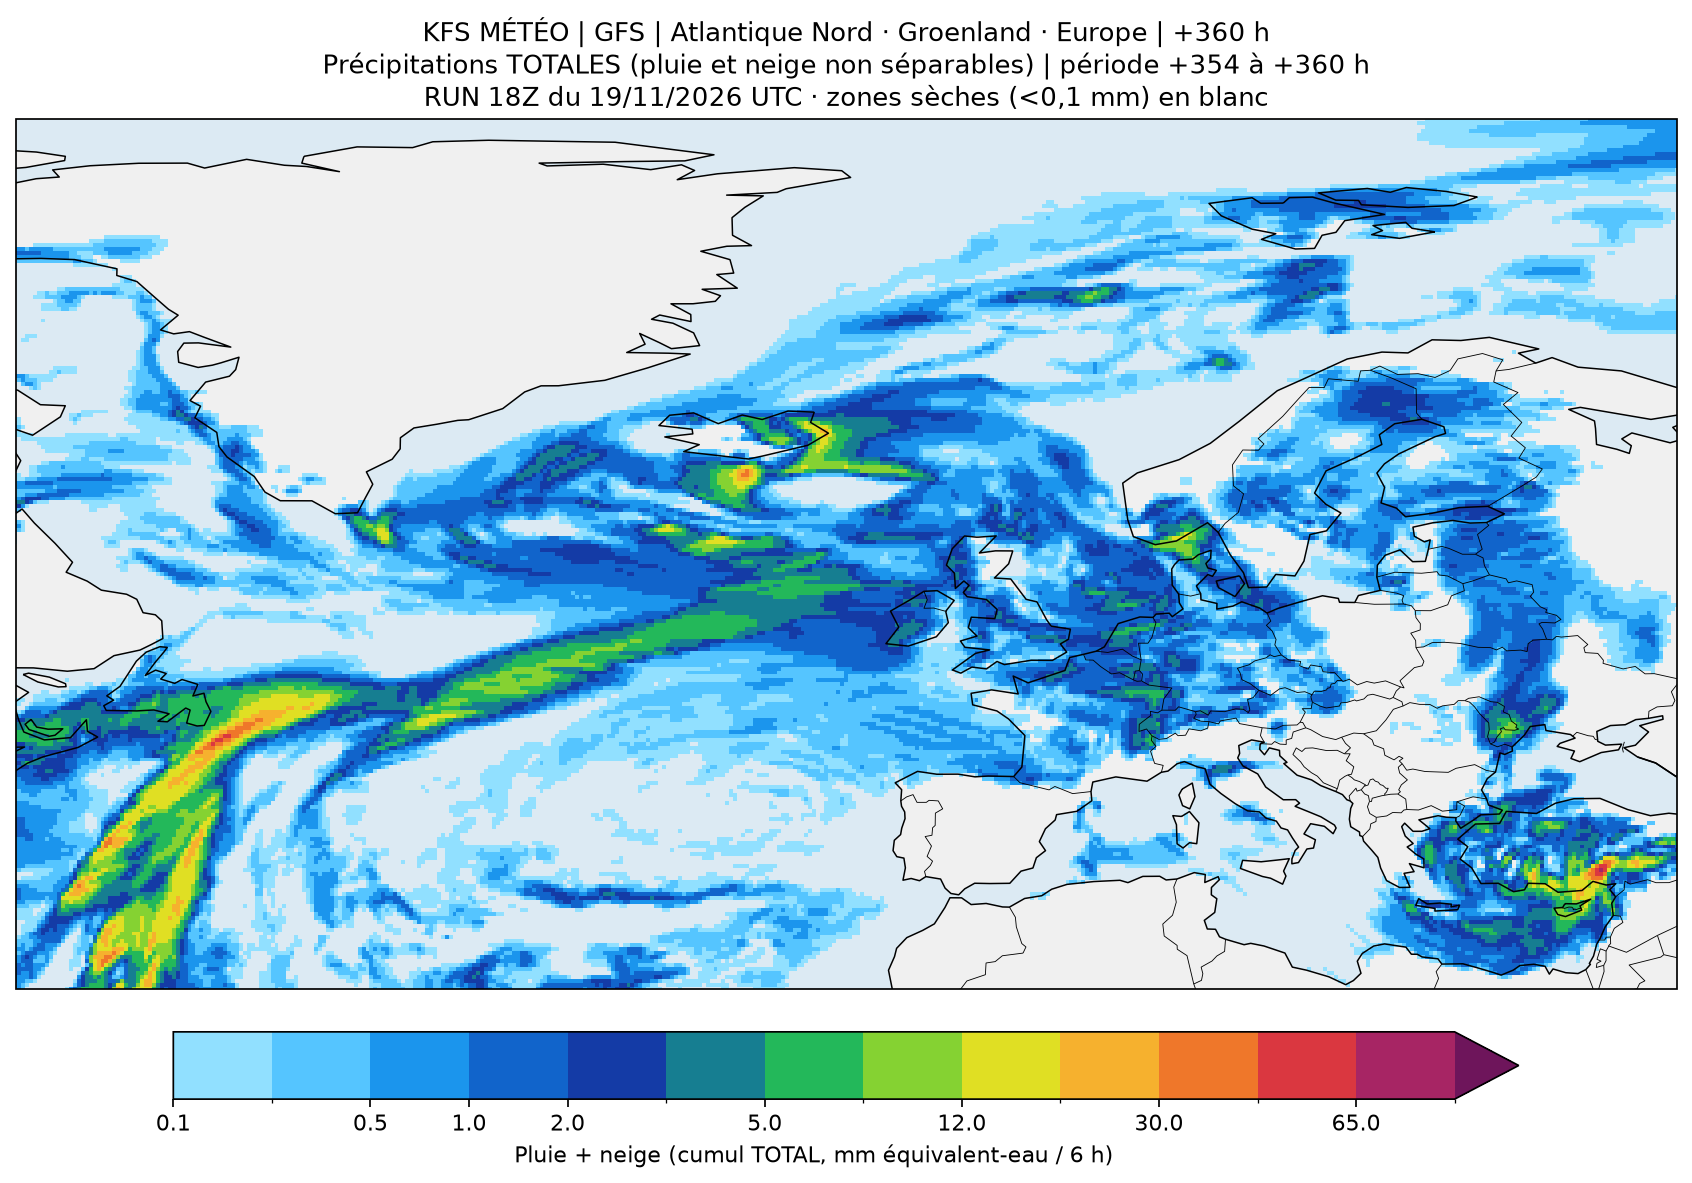 KFS MÉTÉO | GFS | Atlantique Nord · Groenland · Europe | +360 h
Précipitations TOTALES (pluie et neige non séparables) | période +354 à +360 h
RUN 18Z du 19/11/2026 UTC · zones sèches (<0,1 mm) en blanc
0.1 0.5 1.0 2.0 5.0 12.0 30.0 65.0
Pluie + neige (cumul TOTAL, mm équivalent-eau / 6 h)